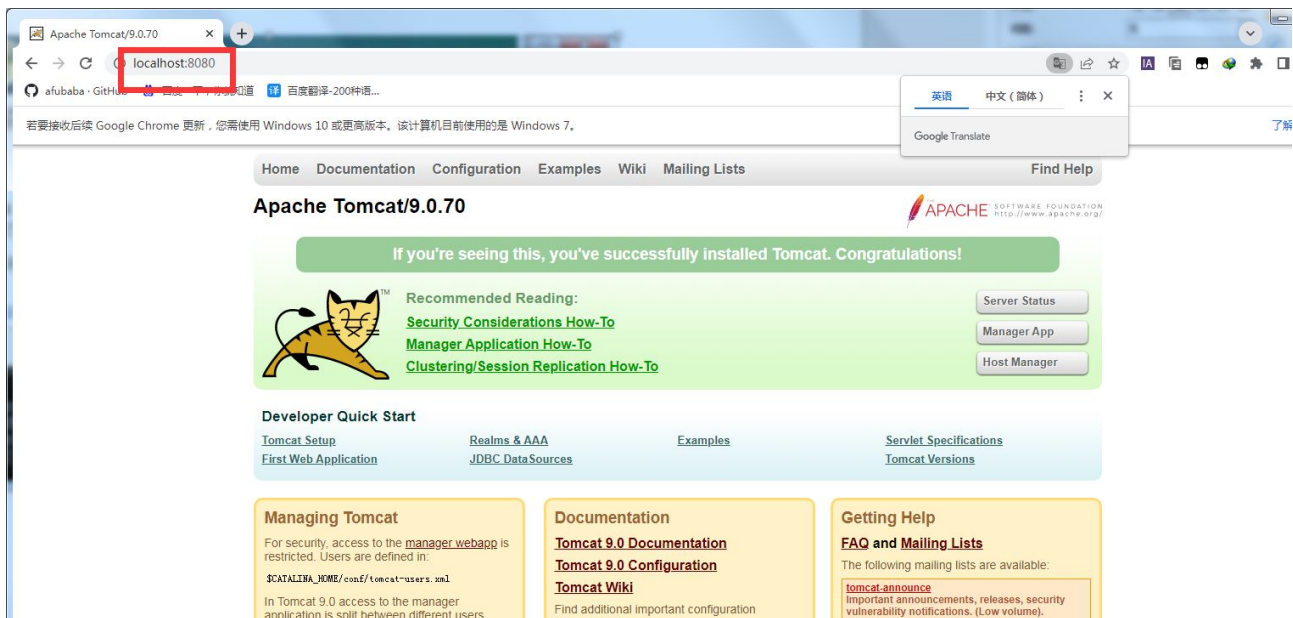 Apache Tomcat/9.0.70
localhost:8080
afubaba · GitHub
百度翻译-200种语...
英语 中文（简体）
Google Translate
若要接收后续 Google Chrome 更新，您需使用 Windows 10 或更高版本。该计算机目前使用的是 Windows 7。
了解
Home Documentation Configuration Examples Wiki Mailing Lists Find Help
Apache Tomcat/9.0.70
APACHE SOFTWARE FOUNDATION
http://www.apache.org/
If you're seeing this, you've successfully installed Tomcat. Congratulations!
TM
Recommended Reading:
Security Considerations How-To
Manager Application How-To
Clustering/Session Replication How-To
Server Status
Manager App
Host Manager
Developer Quick Start
Tomcat Setup
First Web Application
Realms & AAA
JDBC DataSources
Examples
Servlet Specifications
Tomcat Versions
Managing Tomcat
For security, access to the manager webapp is
restricted. Users are defined in:
$CATALINA_HOME/conf/tomcat-users.xml
In Tomcat 9.0 access to the manager
application is split between different users.
Documentation
Tomcat 9.0 Documentation
Tomcat 9.0 Configuration
Tomcat Wiki
Find additional important configuration
Getting Help
FAQ and Mailing Lists
The following mailing lists are available:
tomcat-announce
Important announcements, releases, security
vulnerability notifications. (Low volume).